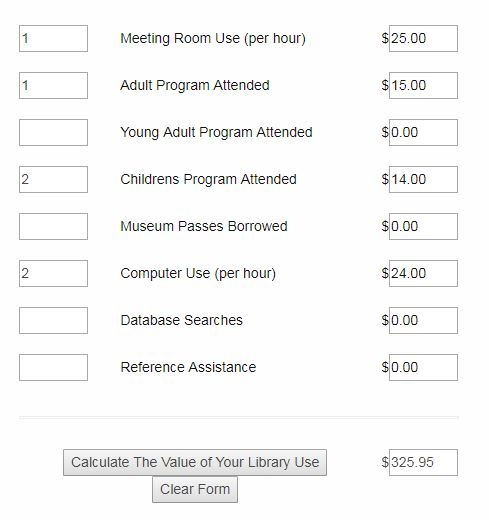 1 Meeting Room Use (per hour) $25.00
1 Adult Program Attended $15.00
Young Adult Program Attended $0.00
2 Childrens Program Attended $14.00
Museum Passes Borrowed $0.00
2 Computer Use (per hour) $24.00
Database Searches $0.00
Reference Assistance $0.00
Calculate The Value of Your Library Use $325.95
Clear Form